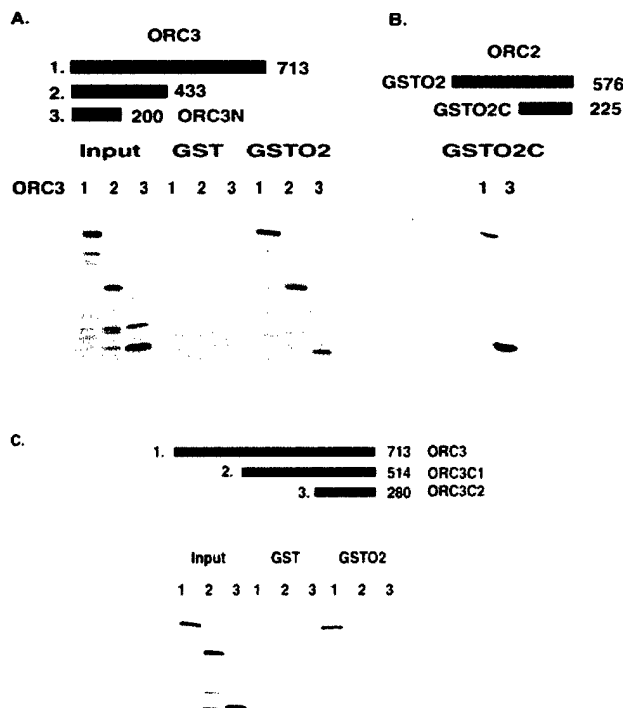 A.
ORC3
1. 713
2. 433
3. 200 ORC3N
Input GST GSTO2
ORC3 1 2 3 1 2 3 1 2 3
B.
ORC2
GSTO2 576
GSTO2C 225
GSTO2C
1 3
C.
1. 713 ORC3
2. 514 ORC3C1
3. 280 ORC3C2
Input GST GSTO2
1 2 3 1 2 3 1 2 3